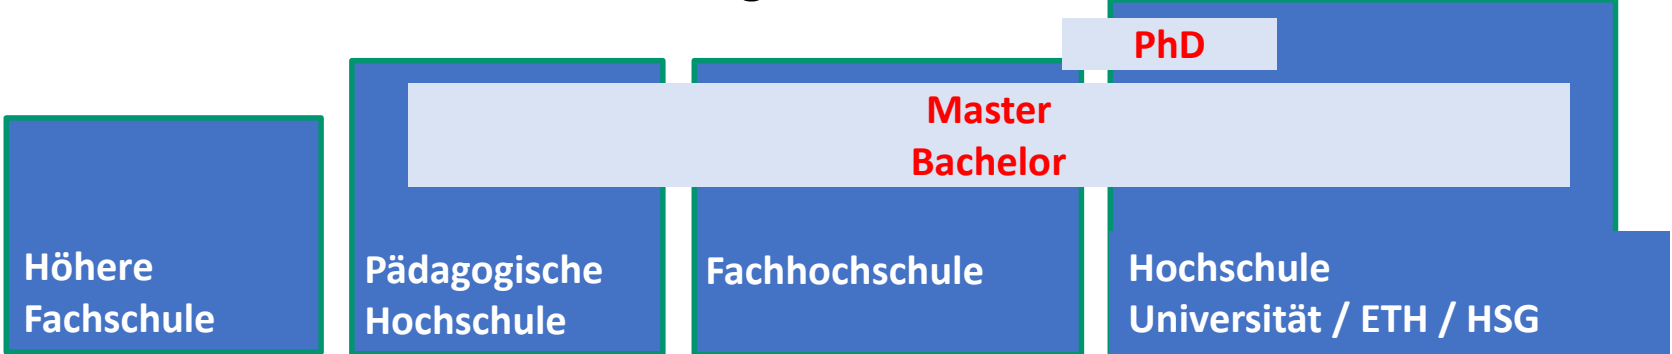 PhD
Master
Bachelor
Höhere
Fachschule
Pädagogische
Hochschule
Fachhochschule
Hochschule
Universität / ETH / HSG